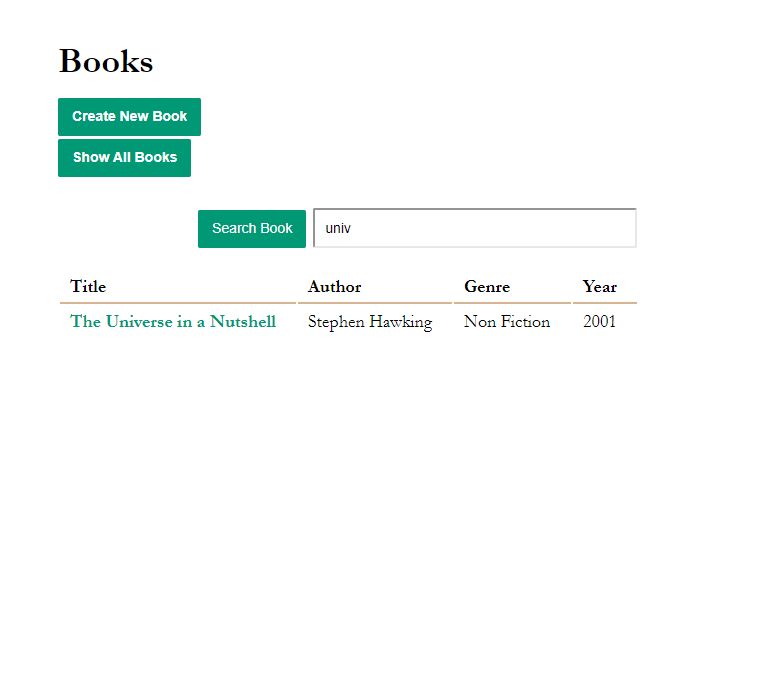 Books
Create New Book
Show All Books
Search Book univ
Title Author Genre Year
The Universe in a Nutshell Stephen Hawking Non Fiction 2001